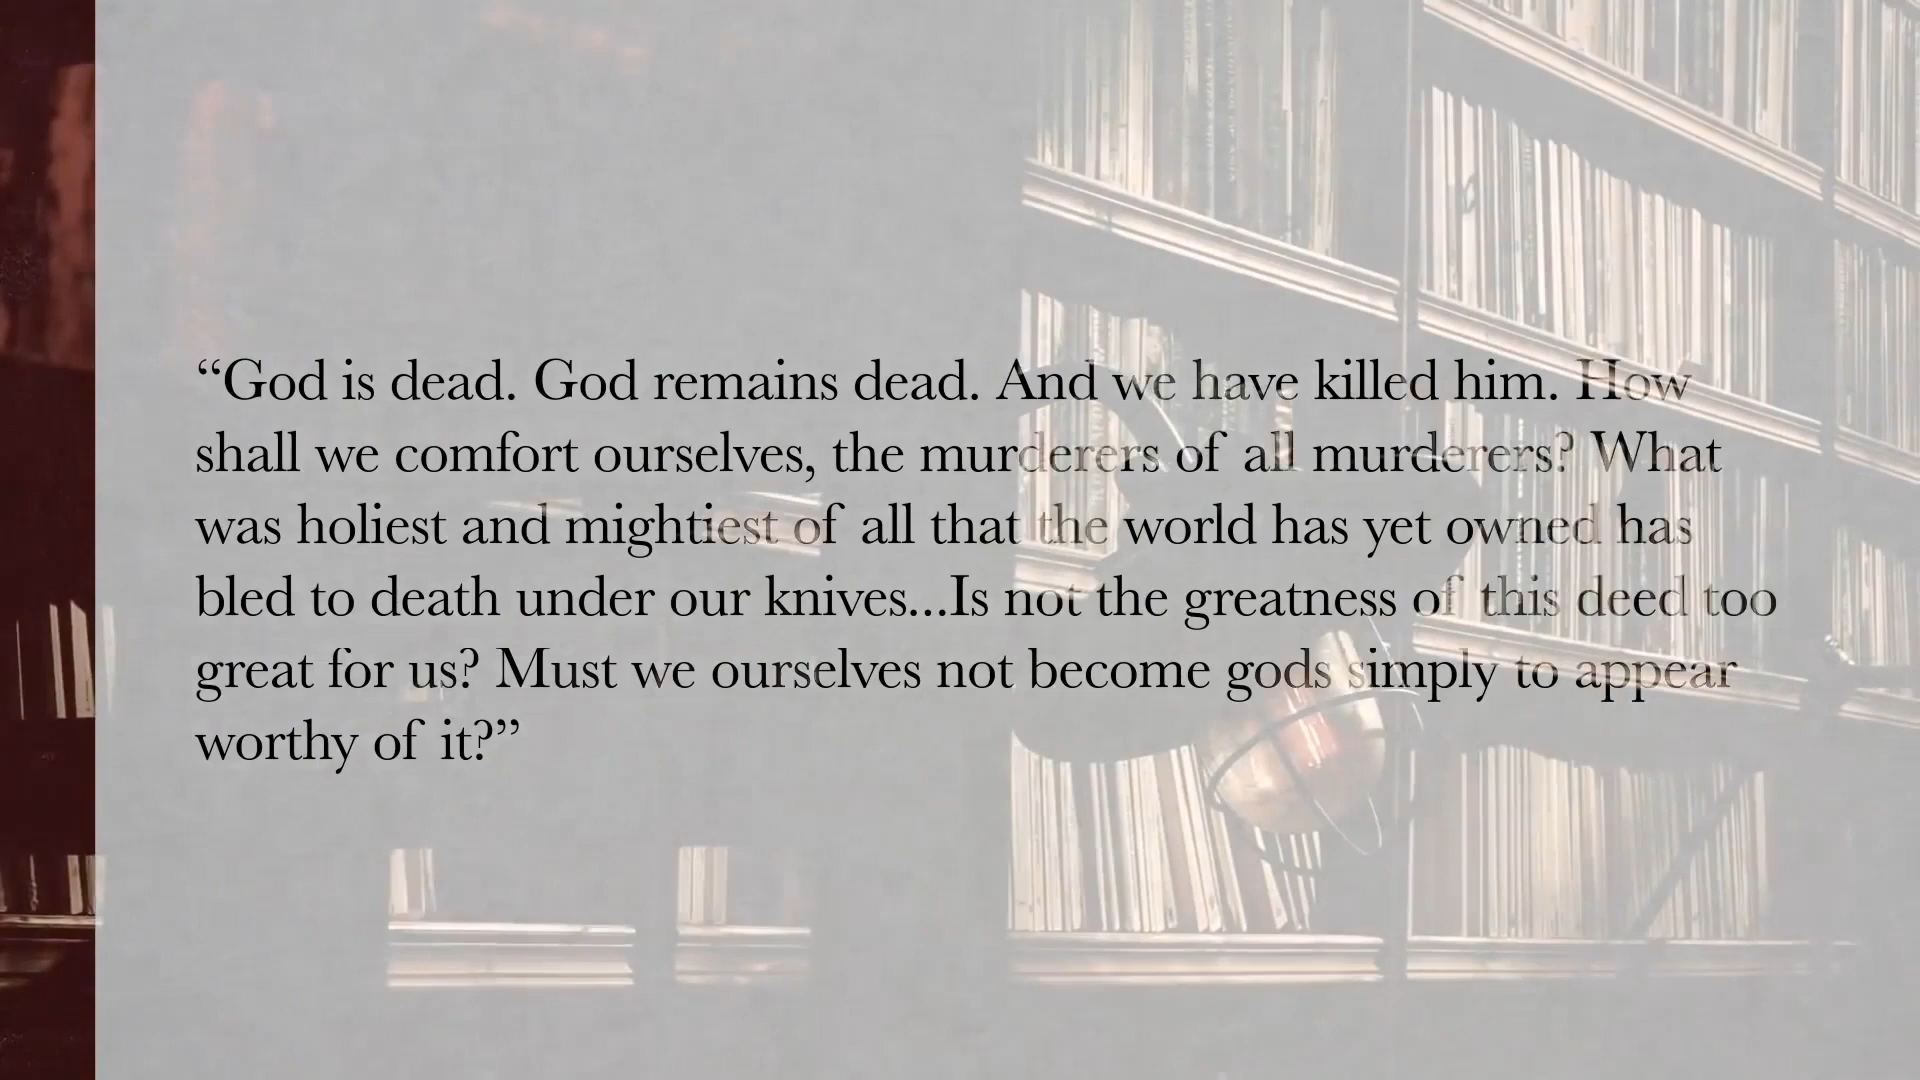 “God is dead. God remains dead. And we have killed him. How
shall we comfort ourselves, the murderers of all murderers? What
was holiest and mightiest of all that the world has yet owned has
bled to death under our knives...Is not the greatness of this deed too
great for us? Must we ourselves not become gods simply to appear
worthy of it?”